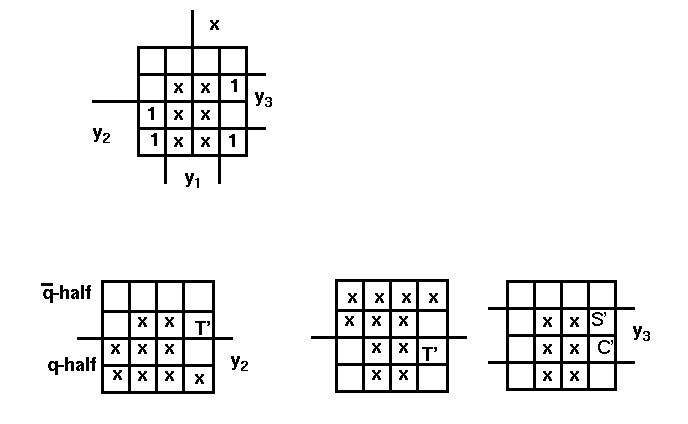 x
x x 1
y3
1 x x
y2
1 x x 1
y1
q̅-half
x x T'
x x x
q-half
x x x x
y2
x x x x
x x x
x x T'
x x
x x S'
y3
x x C'
x x